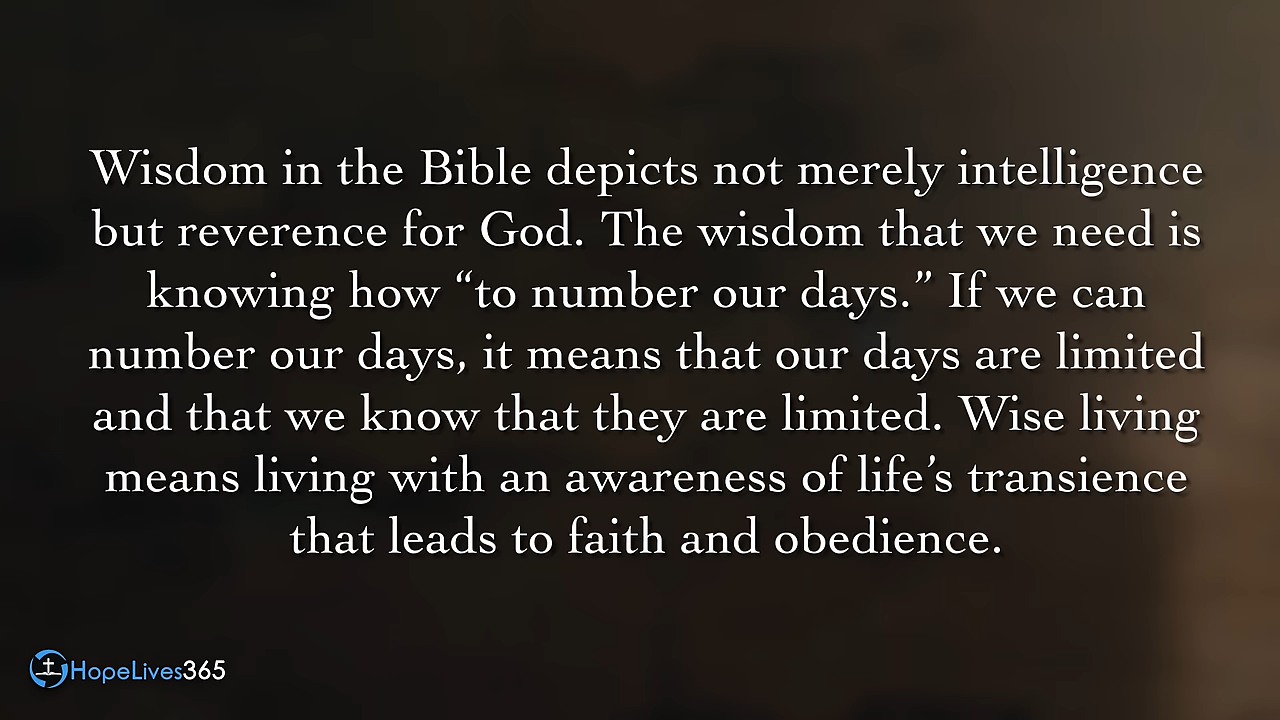 Wisdom in the Bible depicts not merely intelligence
but reverence for God. The wisdom that we need is
knowing how “to number our days.” If we can
number our days, it means that our days are limited
and that we know that they are limited. Wise living
means living with an awareness of life’s transience
that leads to faith and obedience.
HopeLives365